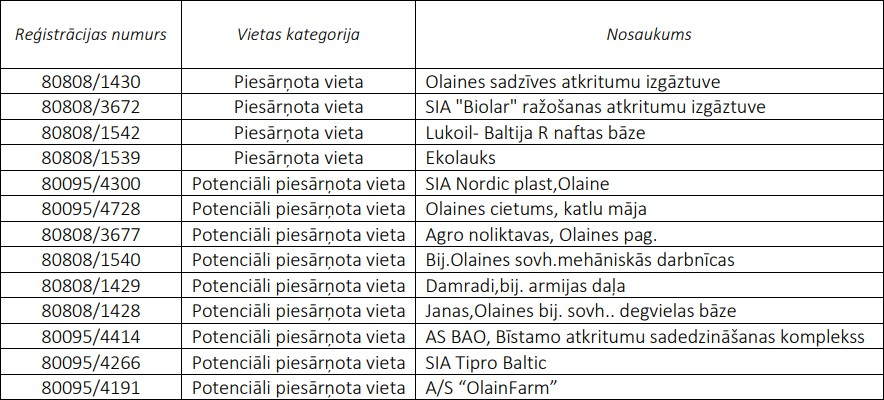 Reģistrācijas numurs Vietas kategorija Nosaukums
80808/1430 Piesārņota vieta Olaines sadzīves atkritumu izgāztuve
80808/3672 Piesārņota vieta SIA "Biolar" ražošanas atkritumu izgāztuve
80808/1542 Piesārņota vieta Lukoil- Baltija R naftas bāze
80808/1539 Piesārņota vieta Ekolauks
80095/4300 Potenciāli piesārņota vieta SIA Nordic plast,Olaine
80095/4728 Potenciāli piesārņota vieta Olaines cietums, katlu māja
80808/3677 Potenciāli piesārņota vieta Agro noliktavas, Olaines pag.
80808/1540 Potenciāli piesārņota vieta Bij.Olaines sovh.mehāniskās darbnīcas
80808/1429 Potenciāli piesārņota vieta Damradi,bij. armijas daļa
80808/1428 Potenciāli piesārņota vieta Janas,Olaines bij. sovh.. degvielas bāze
80095/4414 Potenciāli piesārņota vieta AS BAO, Bīstamo atkritumu sadedzināšanas komplekss
80095/4266 Potenciāli piesārņota vieta SIA Tipro Baltic
80095/4191 Potenciāli piesārņota vieta A/S “OlainFarm”